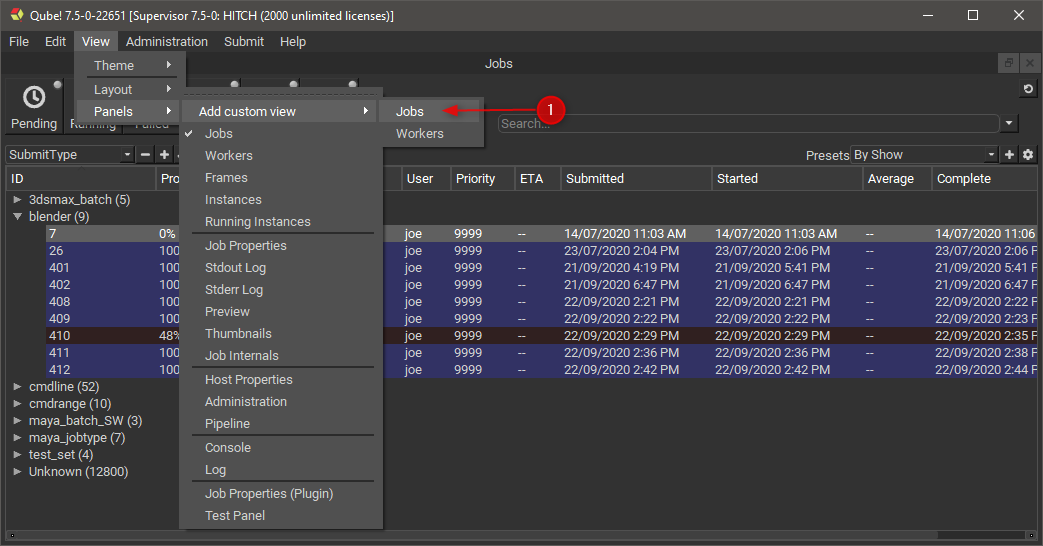 Qube! 7.5-0-22651 [Supervisor 7.5-0: HITCH (2000 unlimited licenses)]
File Edit View Administration Submit Help
Jobs
Theme
Layout
Panels
Add custom view
Jobs
Workers
Frames
Instances
Running Instances
Job Properties
Stdout Log
Stderr Log
Preview
Thumbnails
Job Internals
Host Properties
Administration
Pipeline
Console
Log
Job Properties (Plugin)
Test Panel
Jobs
Workers
1
Pending Running Failed
Search...
SubmitType
Presets By Show
ID Pro User Priority ETA Submitted Started Average Complete
3dsmax_batch (5)
blender (9)
7 0% joe 9999 -- 14/07/2020 11:03 AM 14/07/2020 11:03 AM -- 14/07/2020 11:06
26 100 joe 9999 -- 23/07/2020 2:04 PM 23/07/2020 2:06 PM -- 23/07/2020 2:06 P
401 100 joe 9999 -- 21/09/2020 4:19 PM 21/09/2020 5:41 PM -- 21/09/2020 5:41 P
402 100 joe 9999 -- 21/09/2020 6:47 PM 21/09/2020 6:47 PM -- 21/09/2020 6:47 P
408 100 joe 9999 -- 22/09/2020 2:21 PM 22/09/2020 2:21 PM -- 22/09/2020 2:22 P
409 100 joe 9999 -- 22/09/2020 2:22 PM 22/09/2020 2:22 PM -- 22/09/2020 2:23 P
410 48% joe 9999 -- 22/09/2020 2:29 PM 22/09/2020 2:29 PM -- 22/09/2020 2:35 P
411 100 joe 9999 -- 22/09/2020 2:36 PM 22/09/2020 2:36 PM -- 22/09/2020 2:38 P
412 100 joe 9999 -- 22/09/2020 2:42 PM 22/09/2020 2:42 PM -- 22/09/2020 2:44 P
cmdline (52)
cmdrange (10)
maya_batch_SW (3)
maya_jobtype (7)
test_set (4)
Unknown (12800)